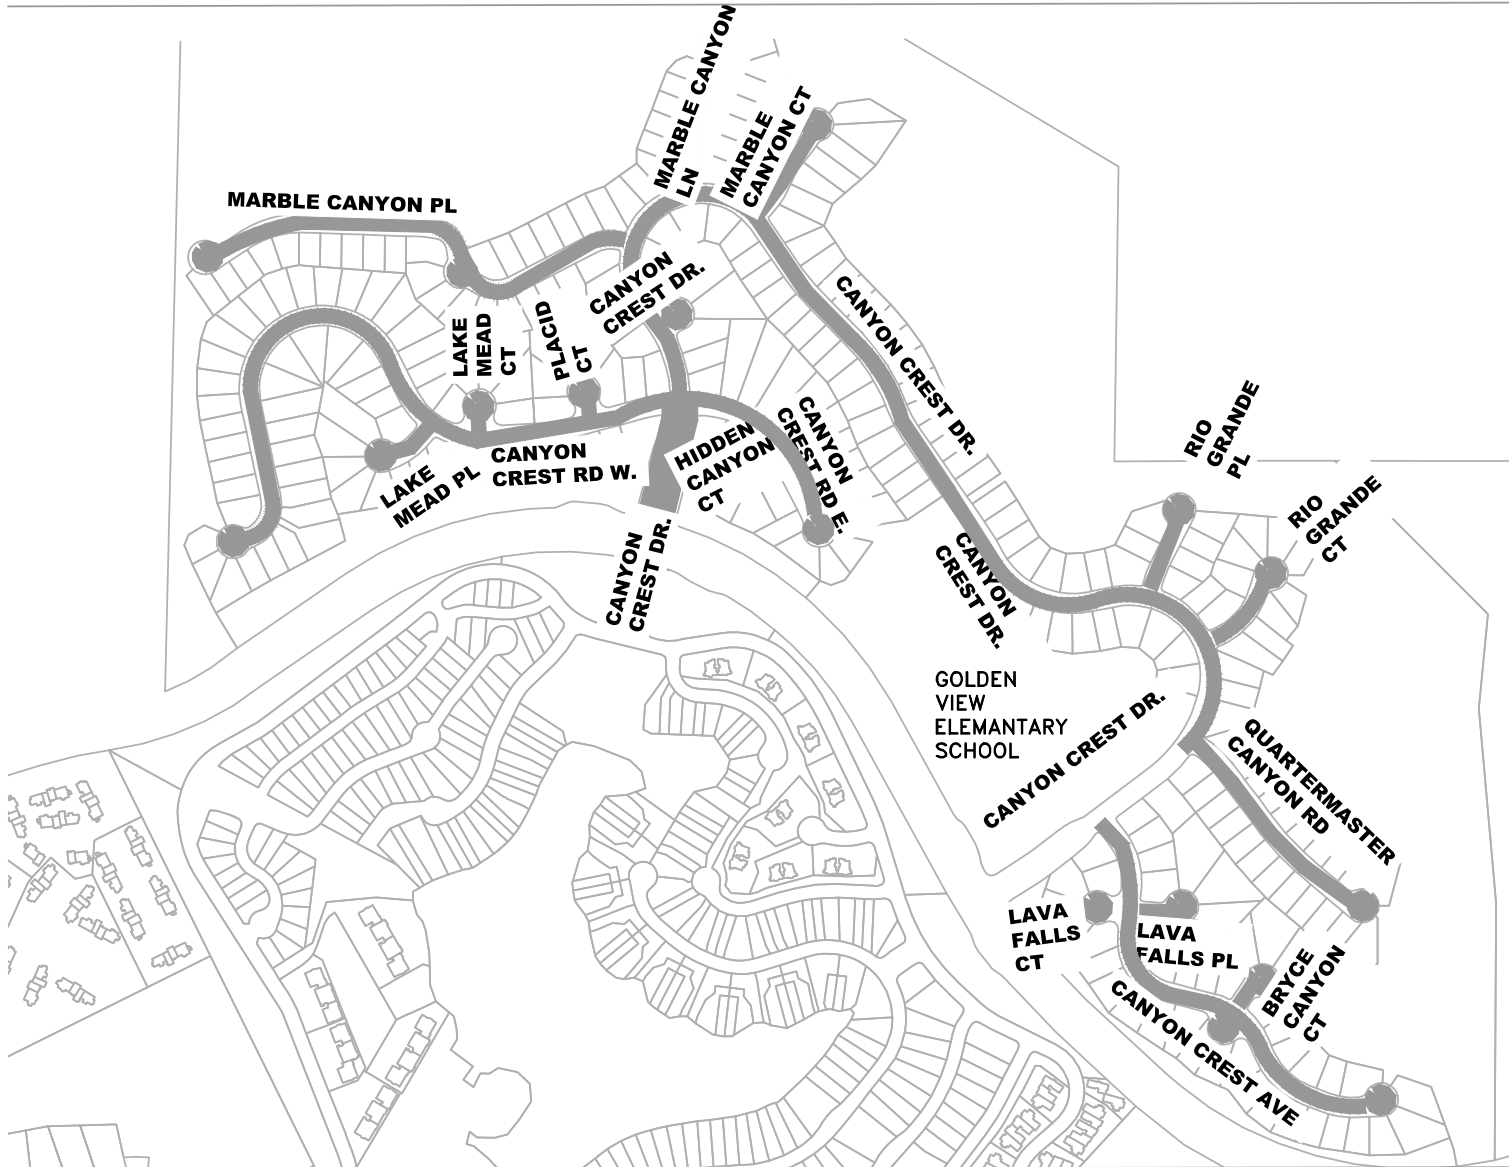 MARBLE CANYON
LN
MARBLE
CANYON CT
MARBLE CANYON PL
CANYON
CREST DR.
CANYON CREST DR.
LAKE
MEAD
CT
PLACID
CT
CANYON
CREST RD E.
RIO
GRANDE
PL
HIDDEN
CANYON
CT
CANYON
CREST RD W.
LAKE
MEAD PL
RIO
GRANDE
CT
CANYON
CREST DR.
CANYON
CREST DR.
GOLDEN
VIEW
ELEMANTARY
SCHOOL
CANYON CREST DR.
QUARTERMASTER
CANYON RD
LAVA
FALLS
CT
LAVA
FALLS PL
BRYCE
CANYON
CT
CANYON CREST AVE